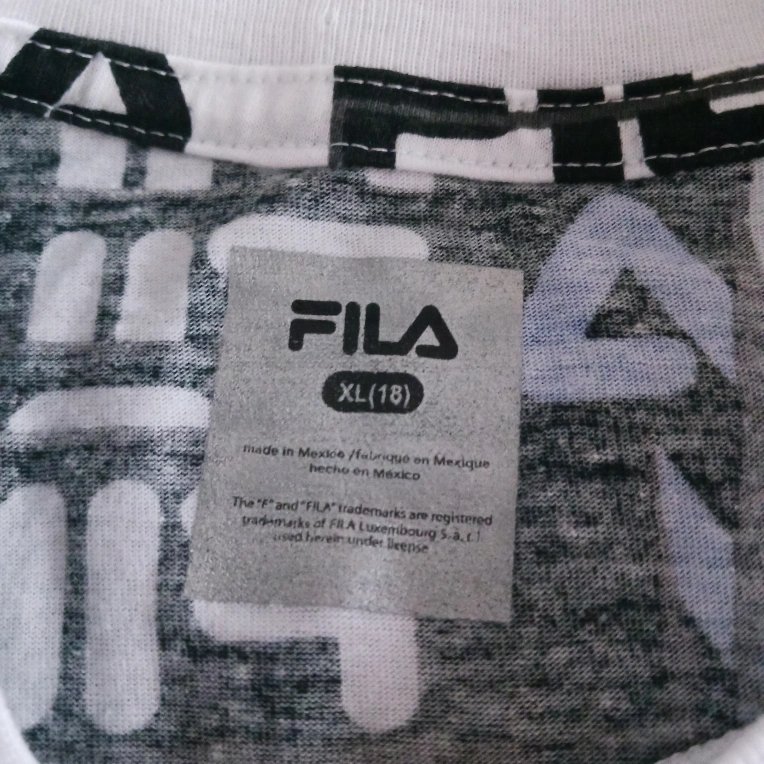 FILA
XL(18)
made in Mexico / fabriqué en Mexique
hecho en México
The "F" and "FILA" trademarks are registered
trademarks of FILA Luxembourg S.a.r.l
used herein under license